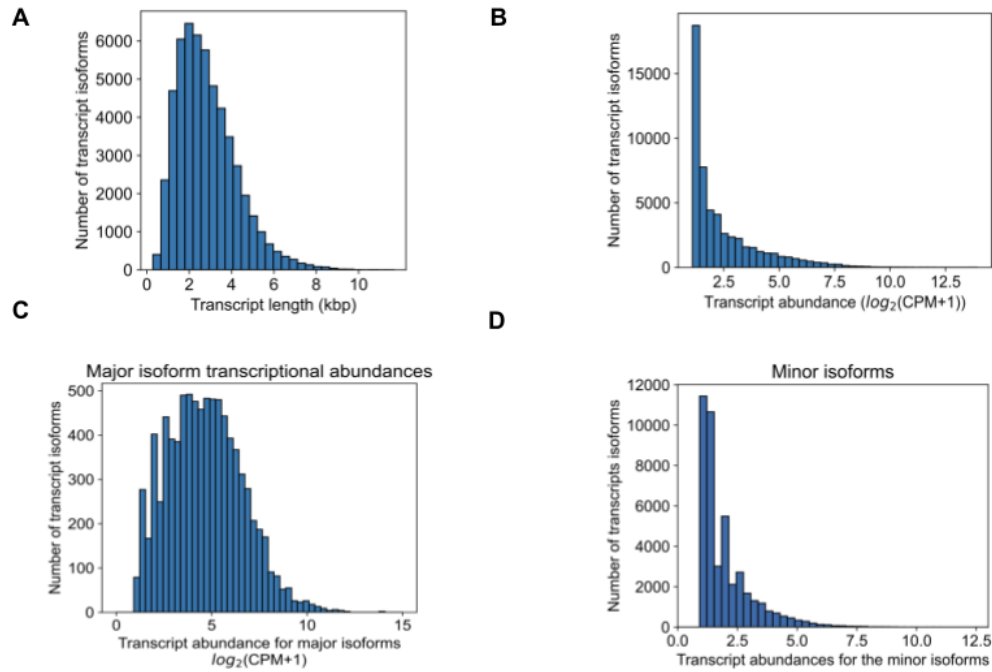 A
Number of transcript isoforms
6000
5000
4000
3000
2000
1000
0
0 2 4 6 8 10
Transcript length (kbp)
B
Number of transcript isoforms
15000
10000
5000
0
2.5 5.0 7.5 10.0 12.5
Transcript abundance (log₂(CPM+1))
C
Major isoform transcriptional abundances
Number of transcript isoforms
500
400
300
200
100
0
0 5 10 15
Transcript abundance for major isoforms
log₂(CPM+1)
D
Minor isoforms
Number of transcripts isoforms
12000
10000
8000
6000
4000
2000
0
0.0 2.5 5.0 7.5 10.0 12.5
Transcript abundances for the minor isoforms